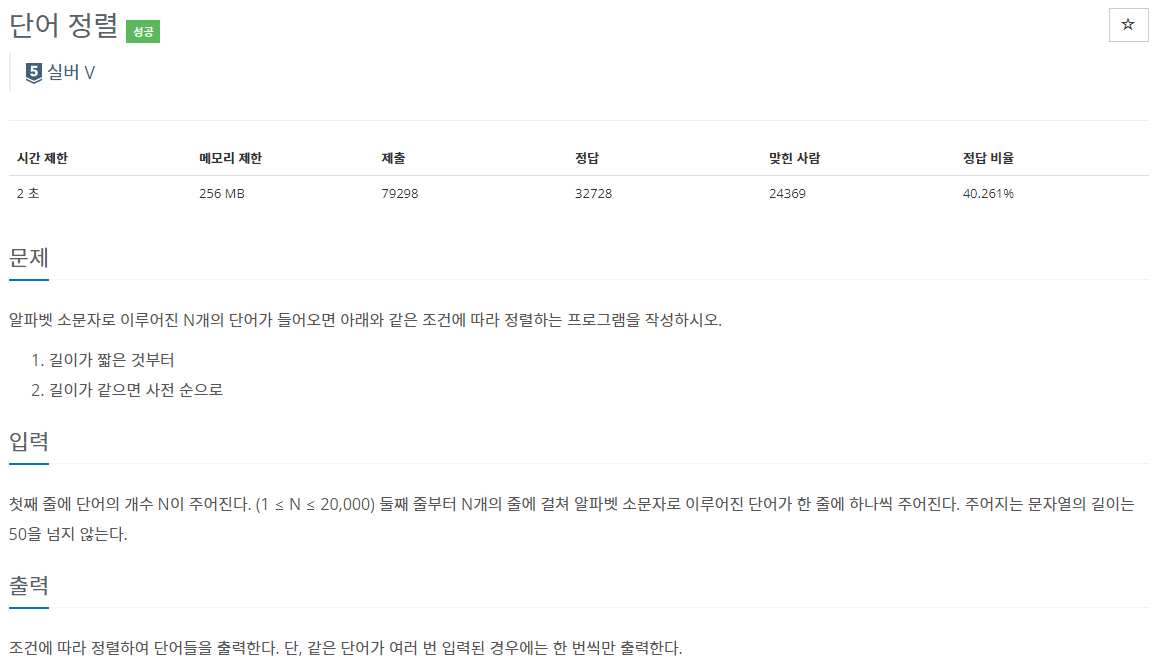 단어 정렬 성공
☆
5 실버 V
시간 제한 메모리 제한 제출 정답 맞힌 사람 정답 비율
2 초 256 MB 79298 32728 24369 40.261%
문제
알파벳 소문자로 이루어진 N개의 단어가 들어오면 아래와 같은 조건에 따라 정렬하는 프로그램을 작성하시오.
1. 길이가 짧은 것부터
2. 길이가 같으면 사전 순으로
입력
첫째 줄에 단어의 개수 N이 주어진다. (1 ≤ N ≤ 20,000) 둘째 줄부터 N개의 줄에 걸쳐 알파벳 소문자로 이루어진 단어가 한 줄에 하나씩 주어진다. 주어지는 문자열의 길이는
50을 넘지 않는다.
출력
조건에 따라 정렬하여 단어들을 출력한다. 단, 같은 단어가 여러 번 입력된 경우에는 한 번씩만 출력한다.